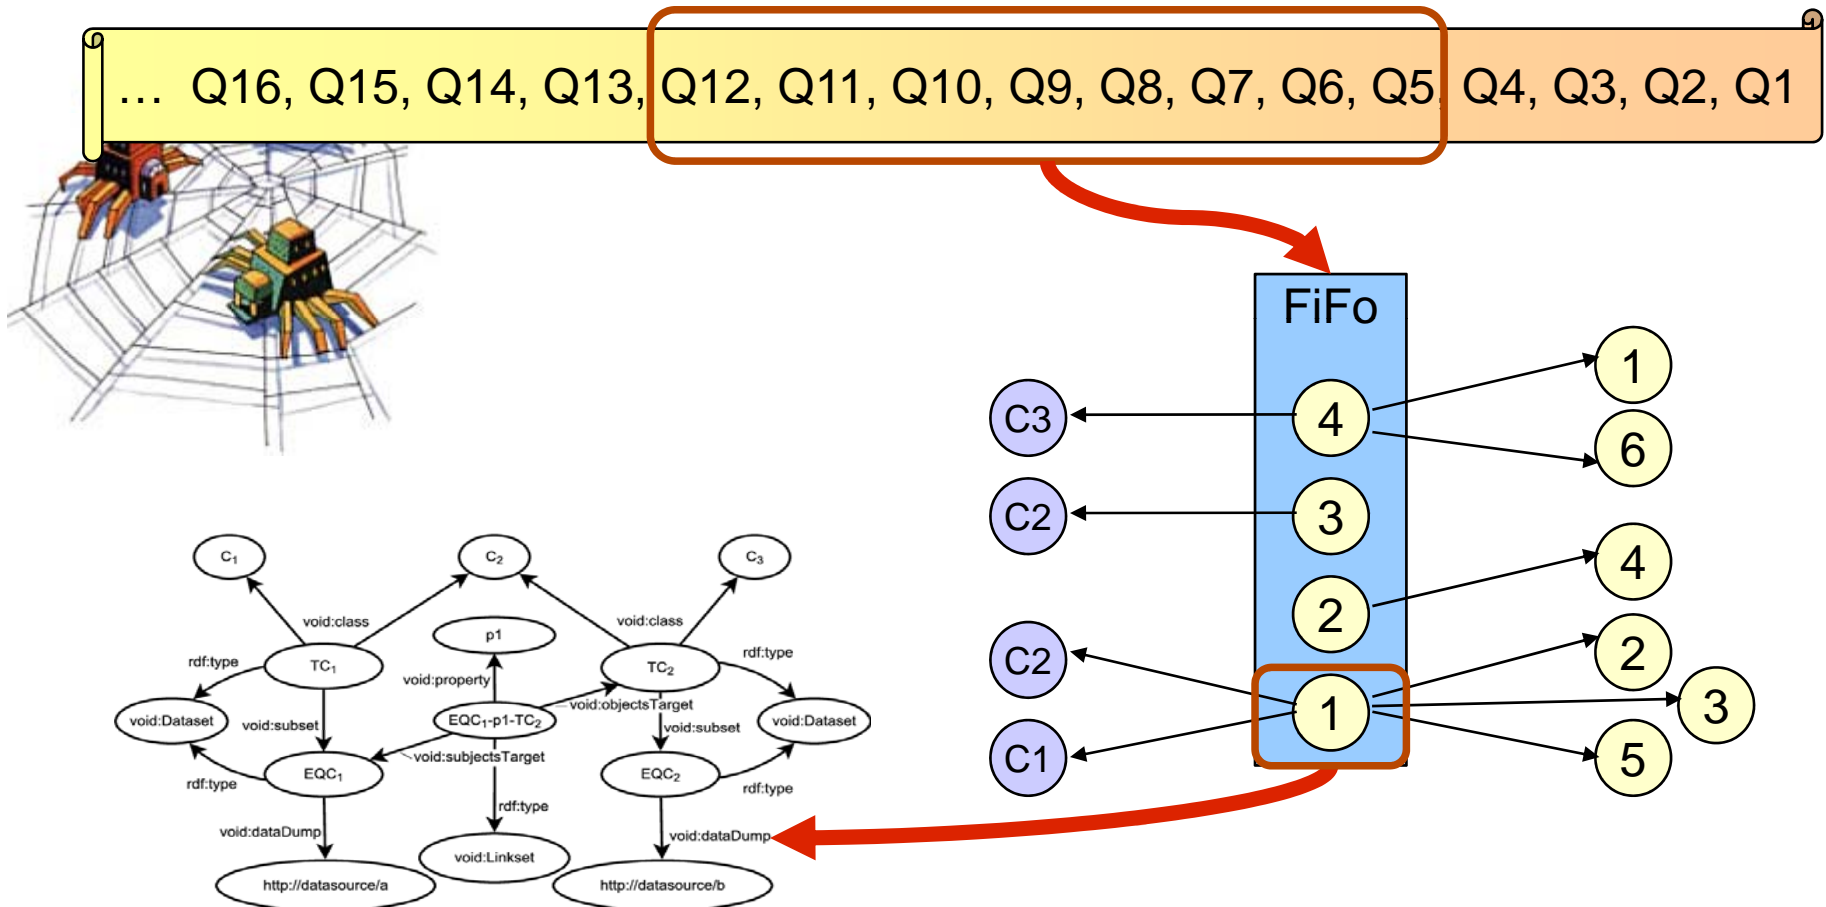 ... Q16, Q15, Q14, Q13, Q12, Q11, Q10, Q9, Q8, Q7, Q6, Q5, Q4, Q3, Q2, Q1
FiFo
1
C3
4
6
C2
3
4
2
C2
2
1
3
C1
5
C1
C2
C3
void:class
void:class
p1
rdf:type
TC1
TC2
rdf:type
void:property
void:objectsTarget
void:Dataset
void:subset
EQC1-p1-TC2
void:subset
void:Dataset
void:subjectsTarget
EQC1
EQC2
rdf:type
rdf:type
rdf:type
void:dataDump
void:dataDump
void:Linkset
http://datasource/a
http://datasource/b